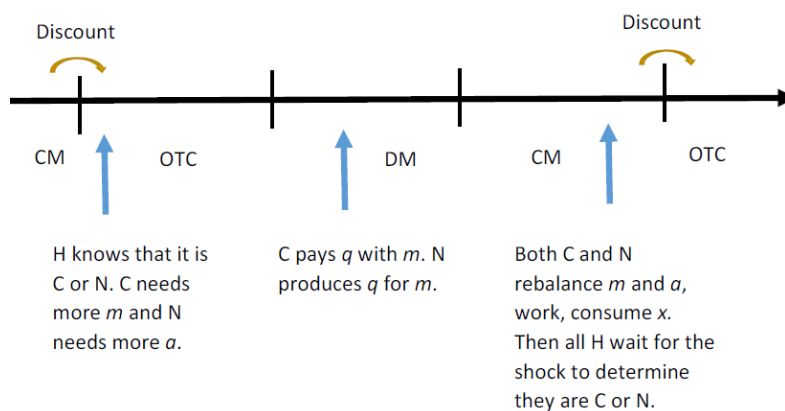 Discount
Discount
CM
OTC
DM
CM
OTC
H knows that it is
C or N. C needs
more m and N
needs more a.
C pays q with m. N
produces q for m.
Both C and N
rebalance m and a,
work, consume x.
Then all H wait for the
shock to determine
they are C or N.